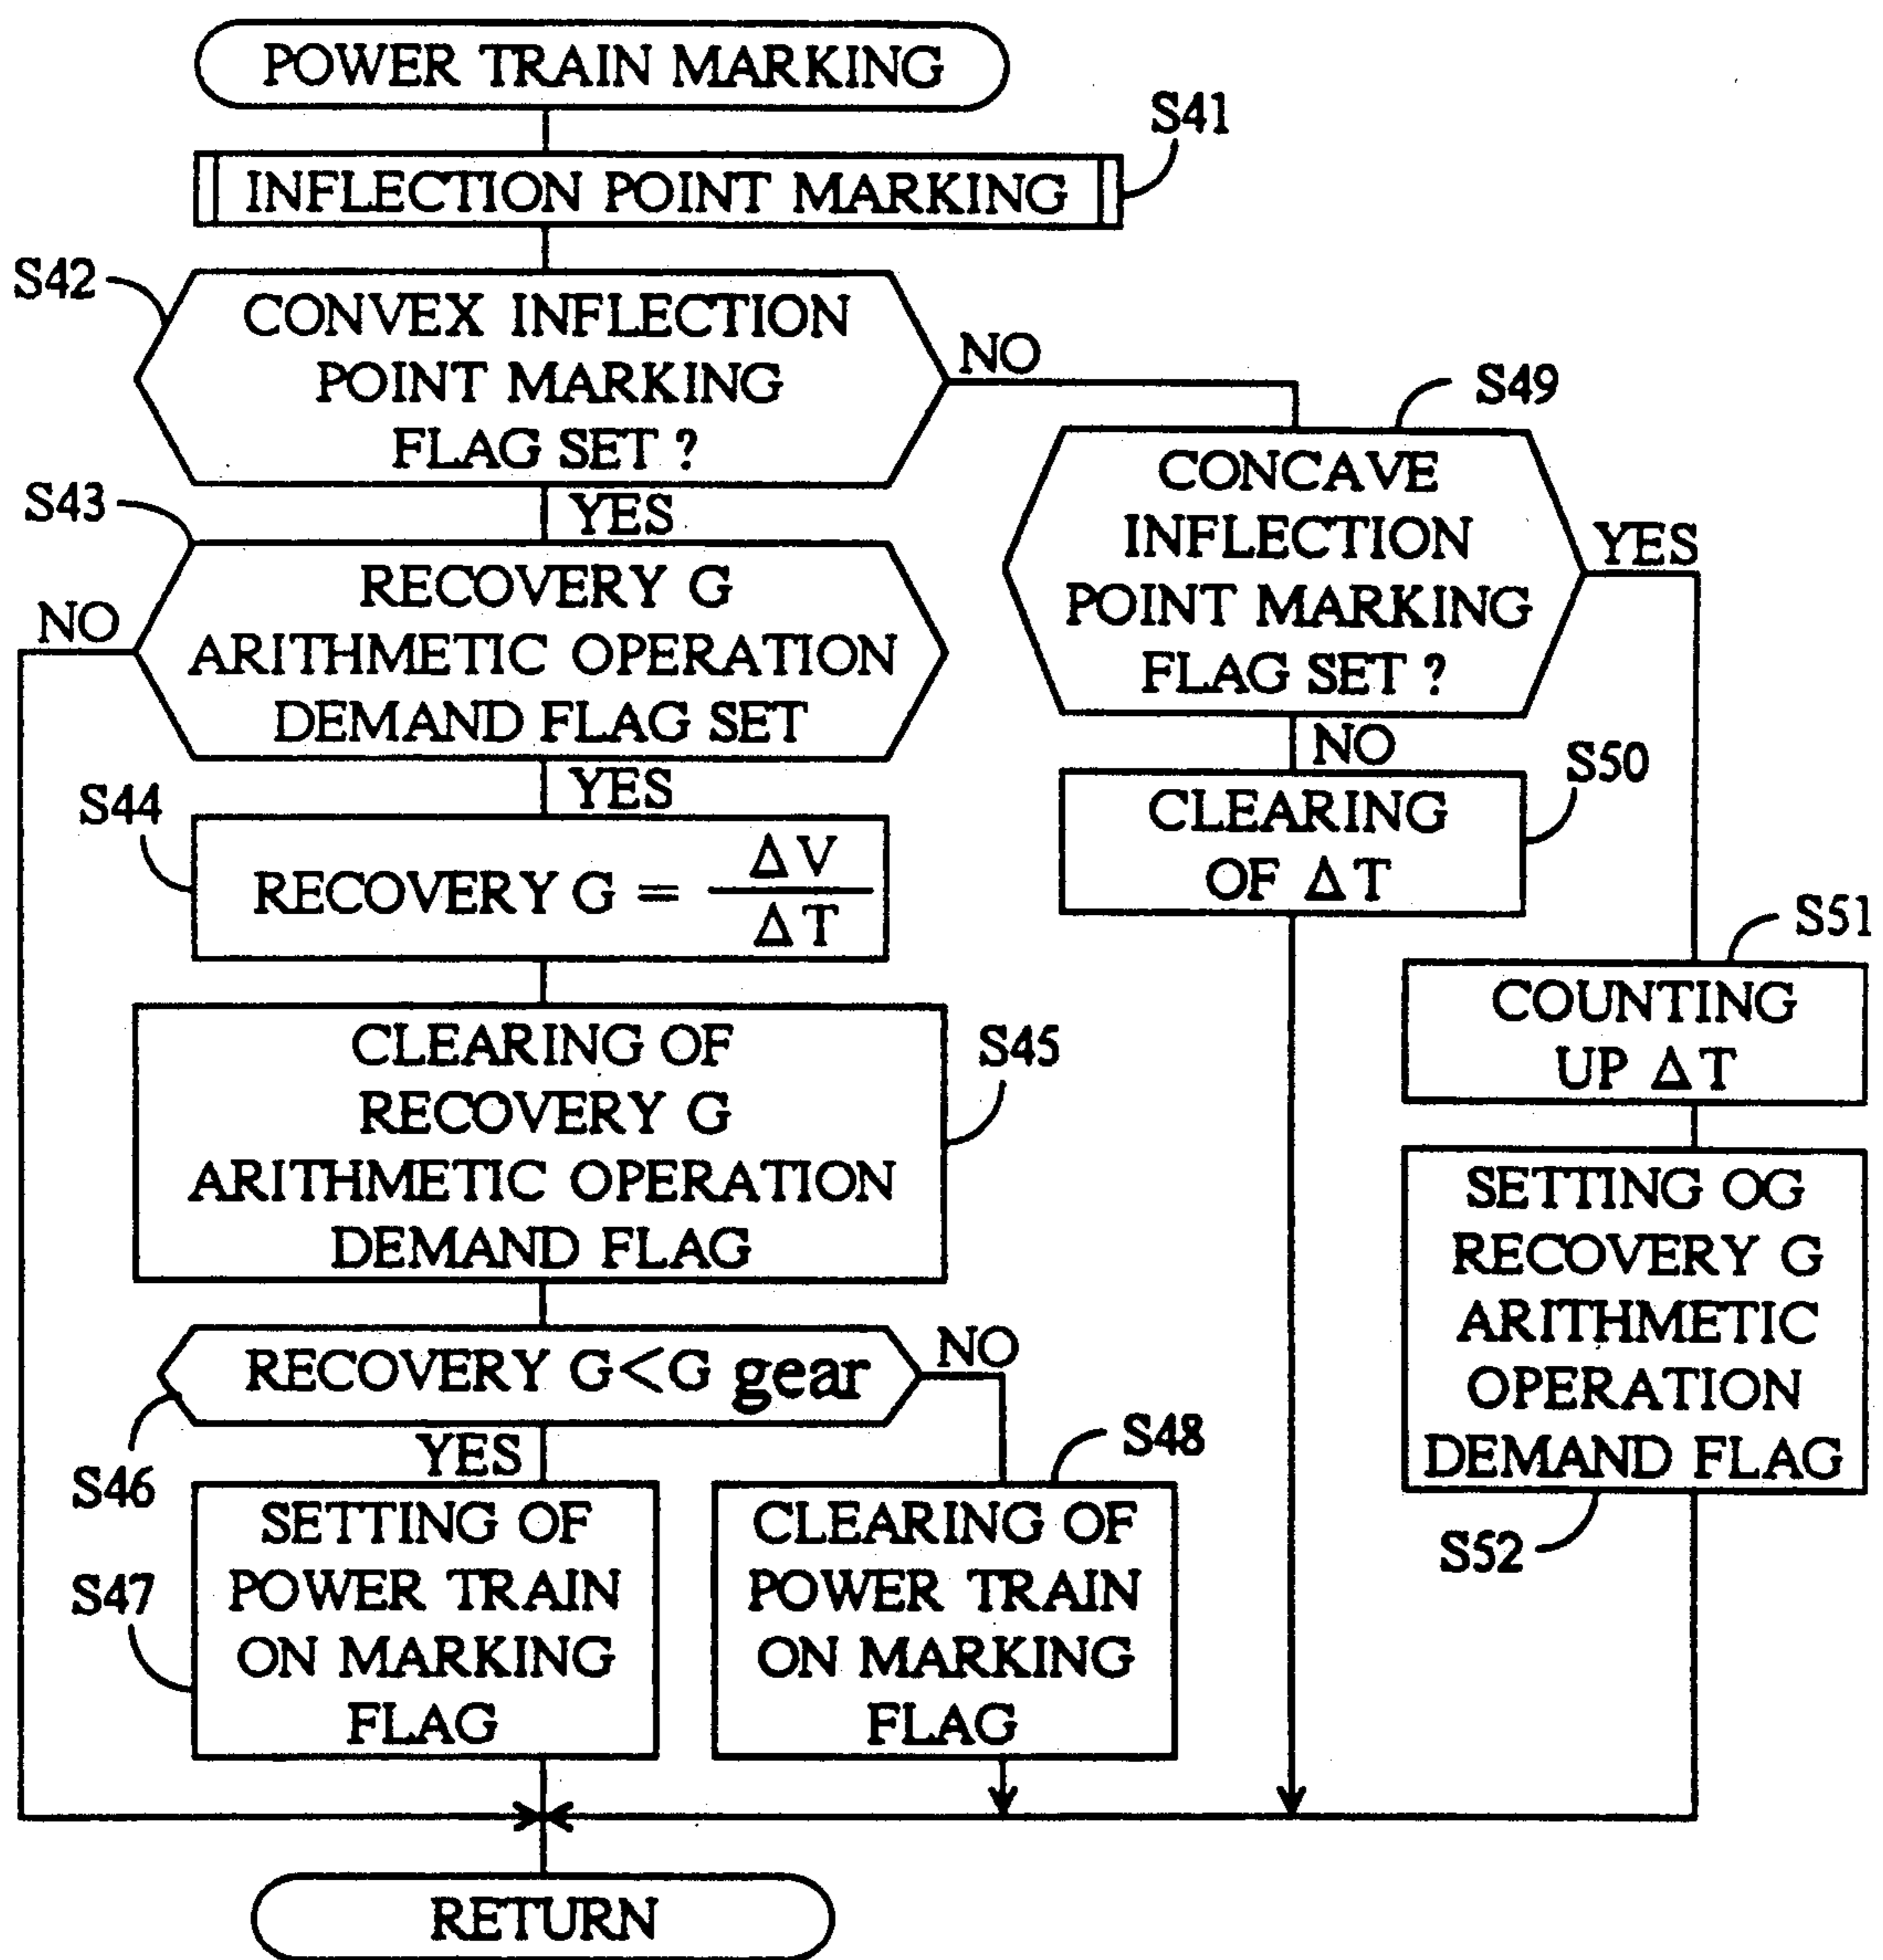 POWER TRAIN MARKING
S41
INFLECTION POINT MARKING
S42
CONVEX INFLECTION
POINT MARKING
FLAG SET ?
NO
YES
S43
RECOVERY G
ARITHMETIC OPERATION
DEMAND FLAG SET
NO
YES
S44
RECOVERY G = ΔV
ΔT
CLEARING OF
RECOVERY G
ARITHMETIC OPERATION
DEMAND FLAG
S45
RECOVERY G<G gear
NO
YES
S46
S47
SETTING OF
POWER TRAIN
ON MARKING
FLAG
S48
CLEARING OF
POWER TRAIN
ON MARKING
FLAG
S49
CONCAVE
INFLECTION
POINT MARKING
FLAG SET ?
YES
NO
S50
CLEARING
OF ΔT
S51
COUNTING
UP ΔT
SETTING OG
RECOVERY G
ARITHMETIC
OPERATION
DEMAND FLAG
S52
RETURN